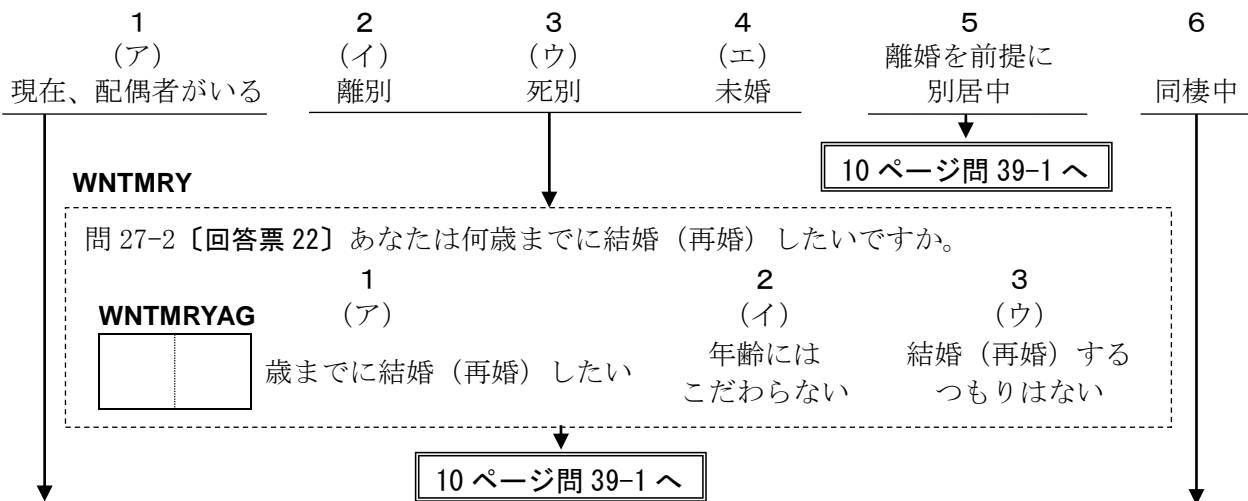 1 2 3 4 5 6
(ア) (イ) (ウ) (エ) 離婚を前提に
現在、配偶者がいる 離別 死別 未婚 別居中 同棲中
10 ページ問 39-1 へ
WNTMRY
問 27-2〔回答票 22〕あなたは何歳までに結婚（再婚）したいですか。
1 2 3
WNTMRYAG (ア) (イ) (ウ)
年齢には 結婚（再婚）する
歳までに結婚（再婚）したい
こだわらない つもりはない
10 ページ問 39-1 へ